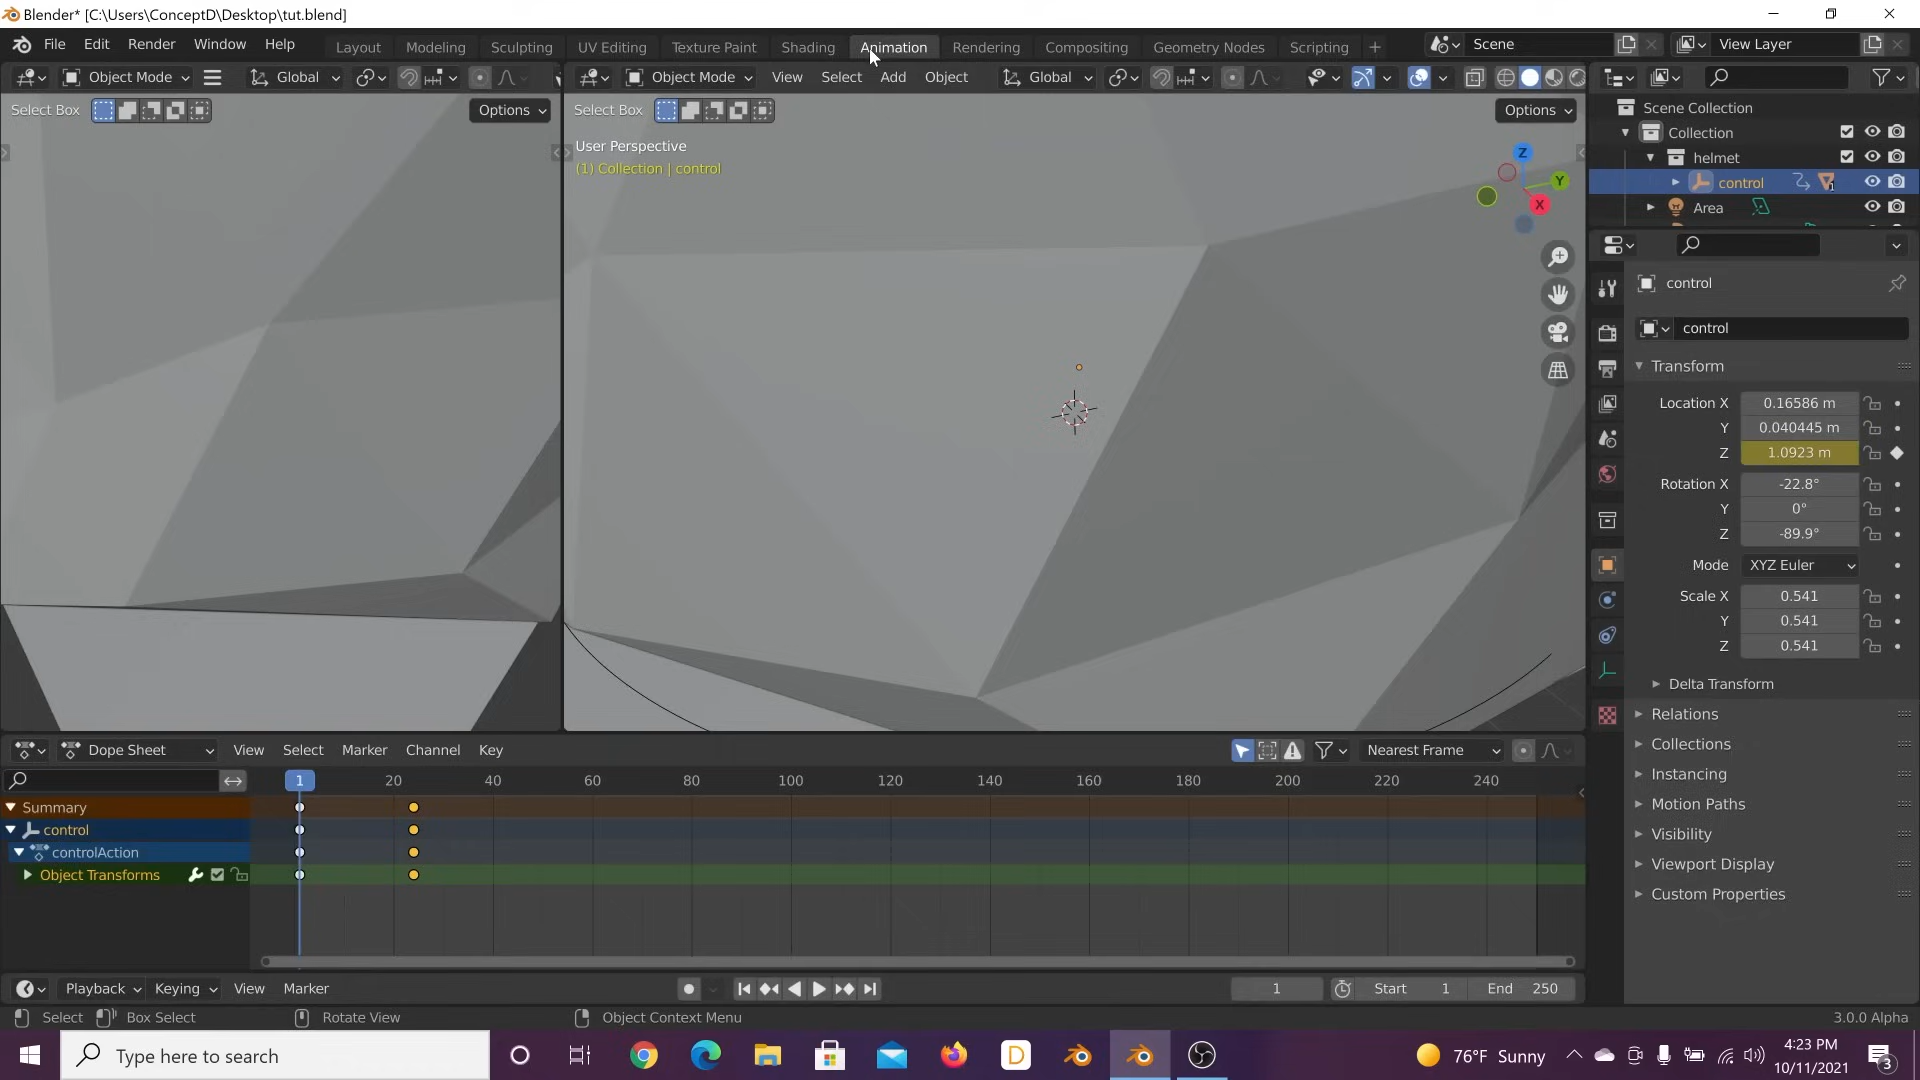 Blender* [C:\Users\ConceptD\Desktop\tut.blend]
File Edit Render Window Help Layout Modeling Sculpting UV Editing Texture Paint Shading Animation Rendering Compositing Geometry Nodes Scripting + Scene View Layer
Object Mode Global Object Mode View Select Add Object Global
Select Box Options Select Box Options
User Perspective
(1) Collection | control
Z
Y
X
Scene Collection
Collection
helmet
control
Area
control
control
Transform
Location X 0.16586 m
Y 0.040445 m
Z 1.0923 m
Rotation X -22.8°
Y 0°
Z -89.9°
Mode XYZ Euler
Scale X 0.541
Y 0.541
Z 0.541
Delta Transform
Relations
Collections
Instancing
Motion Paths
Visibility
Viewport Display
Custom Properties
Dope Sheet View Select Marker Channel Key Nearest Frame
1 20 40 60 80 100 120 140 160 180 200 220 240
Summary
control
controlAction
Object Transforms
Playback Keying View Marker 1 Start 1 End 250
Select Box Select Rotate View Object Context Menu 3.0.0 Alpha
Type here to search D 76°F Sunny 4:23 PM
10/11/2021 3